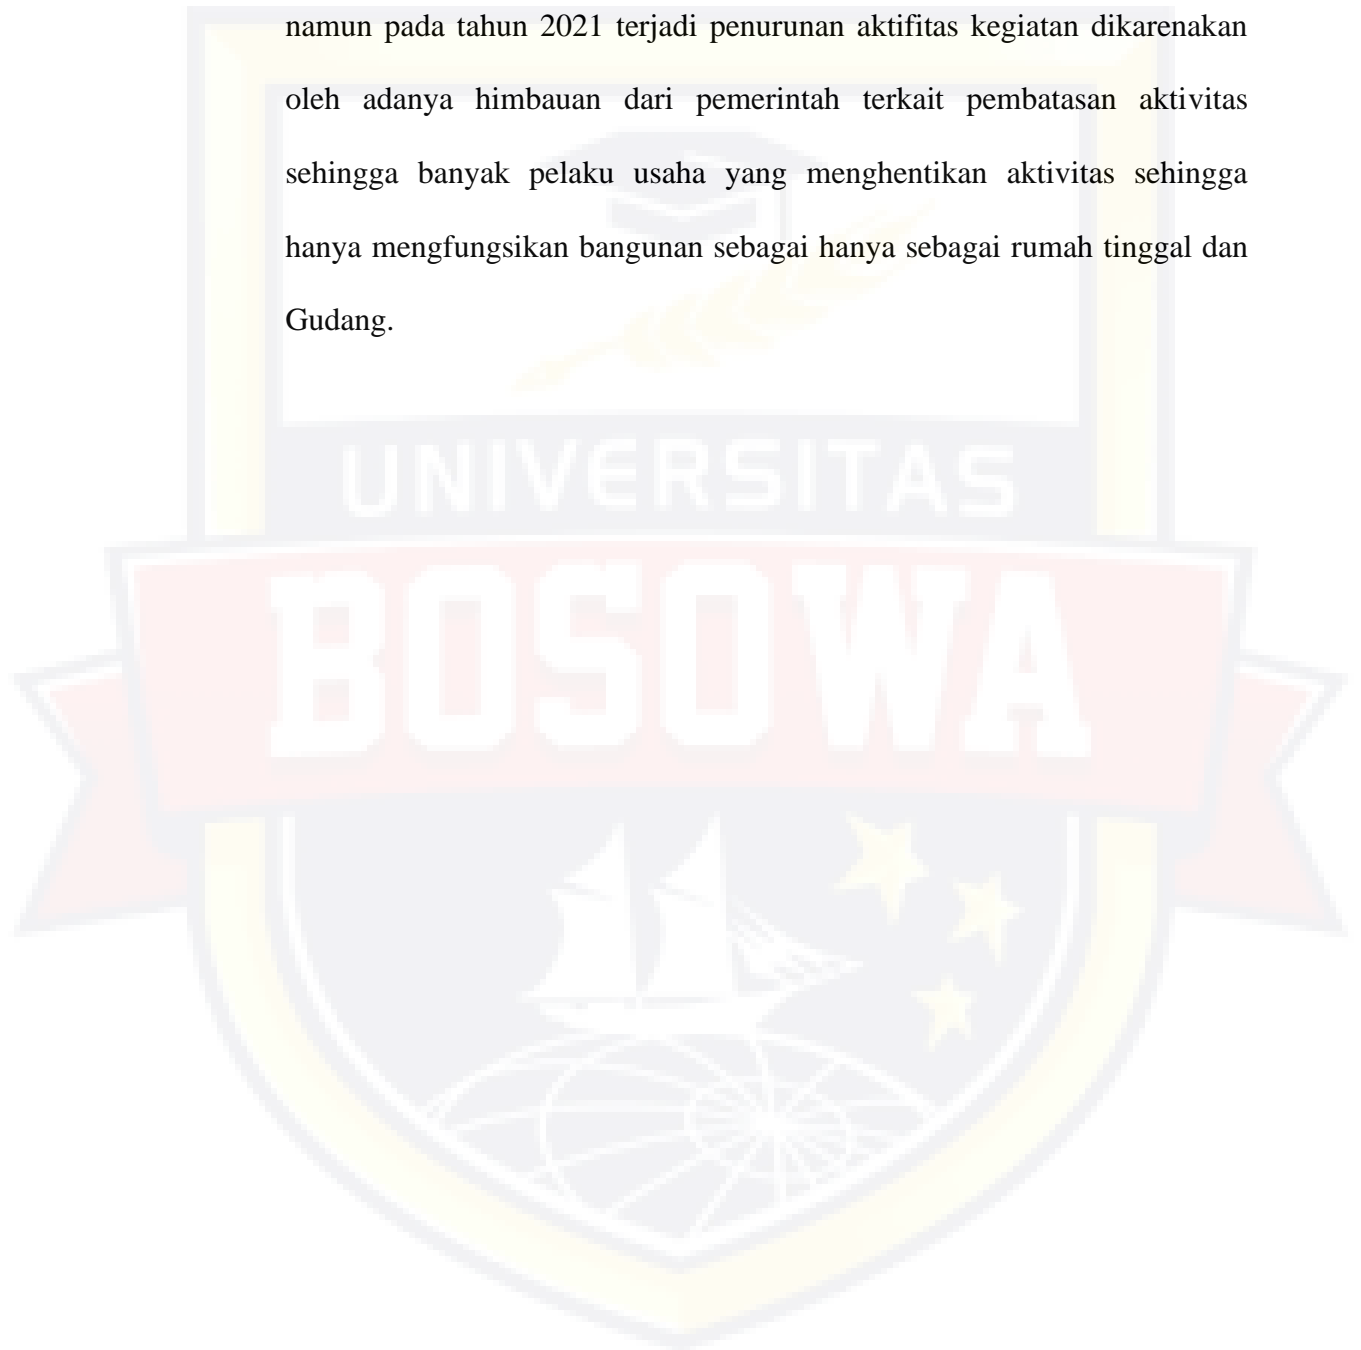 namun pada tahun 2021 terjadi penurunan aktifitas kegiatan dikarenakan
oleh adanya himbauan dari pemerintah terkait pembatasan aktivitas
sehingga banyak pelaku usaha yang menghentikan aktivitas sehingga
hanya mengfungsikan bangunan sebagai hanya sebagai rumah tinggal dan
Gudang.
UNIVERSITAS
BOSOWA